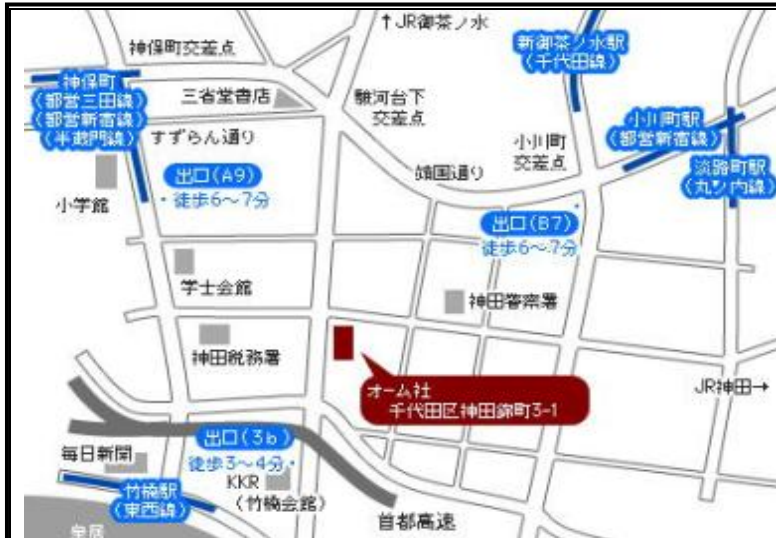 ↑JR御茶ノ水
神保町交差点
新御茶ノ水駅
(千代田線)
神保町
(都営三田線)
(都営新宿線)
(半蔵門線)
三省堂書店
駿河台下
交差点
小川町駅
(都営新宿線)
すずらん通り
小川町
交差点
淡路町駅
(丸ノ内線)
靖国通り
出口(A9)
・徒歩6〜7分
小学館
出口(B7)
徒歩6〜7分
学士会館
神田警察署
神田税務署
オーム社
千代田区神田錦町3-1
JR神田→
出口(3b)
徒歩3〜4分・
毎日新聞
KKR
(竹橋会館)
竹橋駅
(東西線)
首都高速
皇居